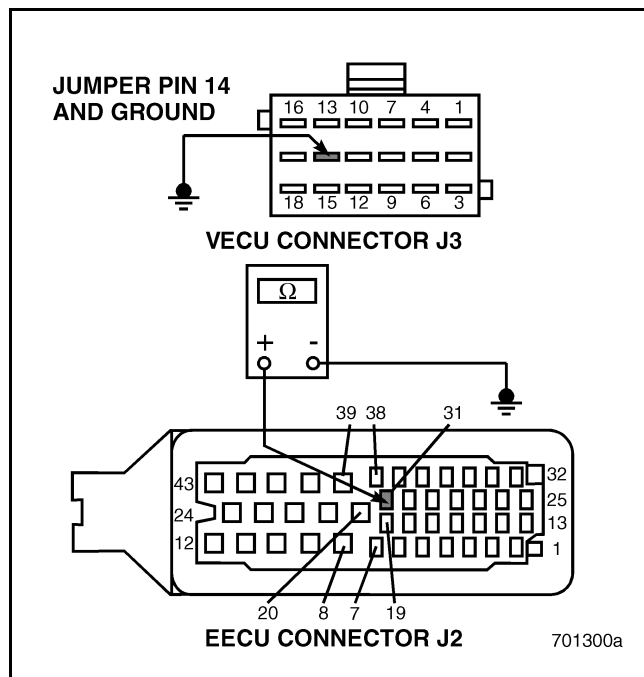 JUMPER PIN 14
AND GROUND
16 13 10 7 4 1
18 15 12 9 6 3
VECU CONNECTOR J3
Ω
+ -
39 38 31
43 32
24 25
13
12 1
20 8 7 19
EECU CONNECTOR J2
701300a